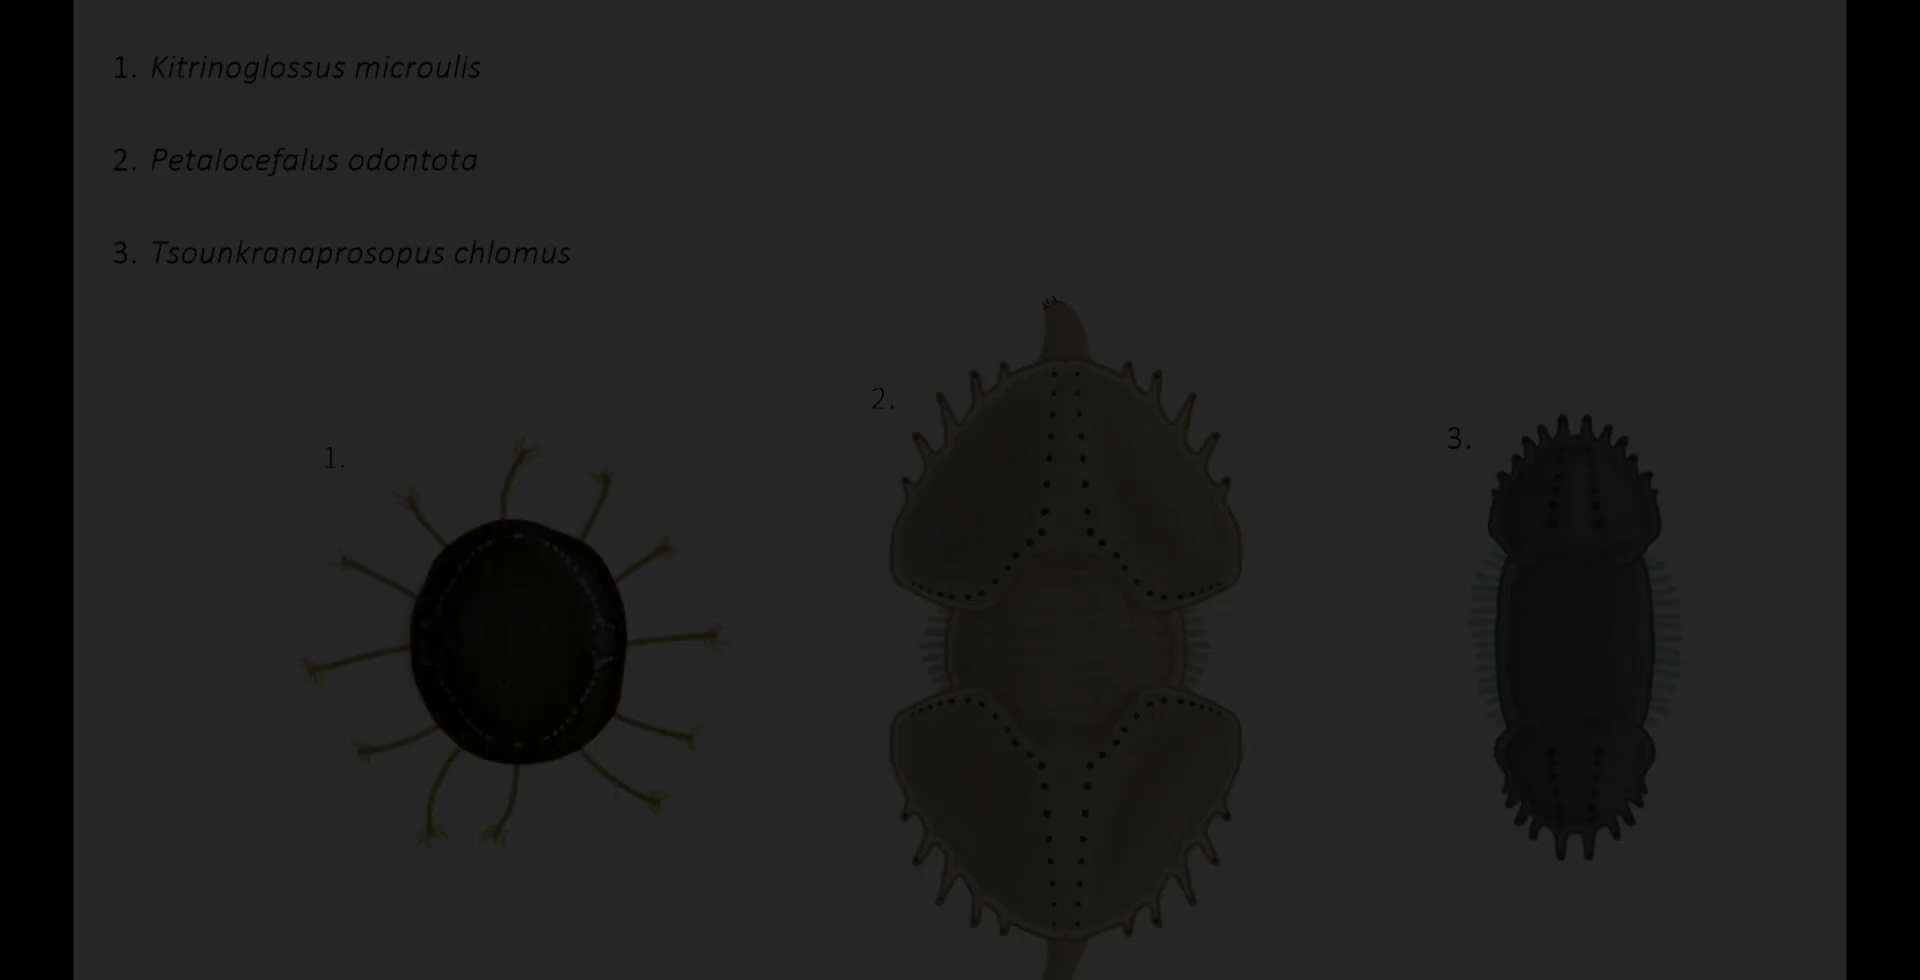 1. Kitrinoglossus microulis
2. Petalocefalus odontota
3. Tsounkranaprosopus chlomus
1.
2.
3.